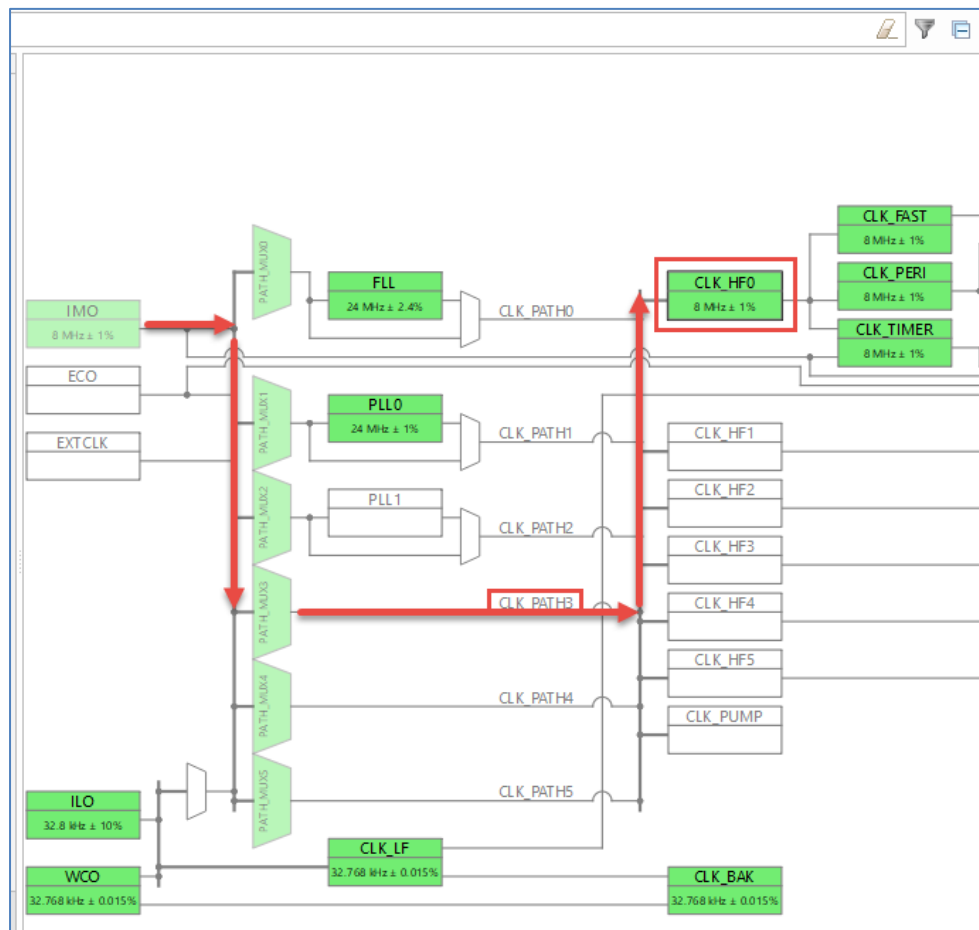 CLK_FAST
8 MHz ± 1%
PATH_MUX0
FLL
24 MHz ± 2.4%
CLK_PATH0
CLK_HF0
8 MHz ± 1%
CLK_PERI
8 MHz ± 1%
IMO
8 MHz ± 1%
CLK_TIMER
8 MHz ± 1%
ECO
EXTCLK
PATH_MUX1
PLL0
24 MHz ± 1%
CLK_PATH1
CLK_HF1
PATH_MUX2
PLL1
CLK_PATH2
CLK_HF2
CLK_HF3
PATH_MUX3
CLK_PATH3
CLK_HF4
CLK_HF5
PATH_MUX4
CLK_PATH4
CLK_PUMP
PATH_MUX5
CLK_PATH5
ILO
32.8 kHz ± 10%
CLK_LF
32.768 kHz ± 0.015%
WCO
32.768 kHz ± 0.015%
CLK_BAK
32.768 kHz ± 0.015%